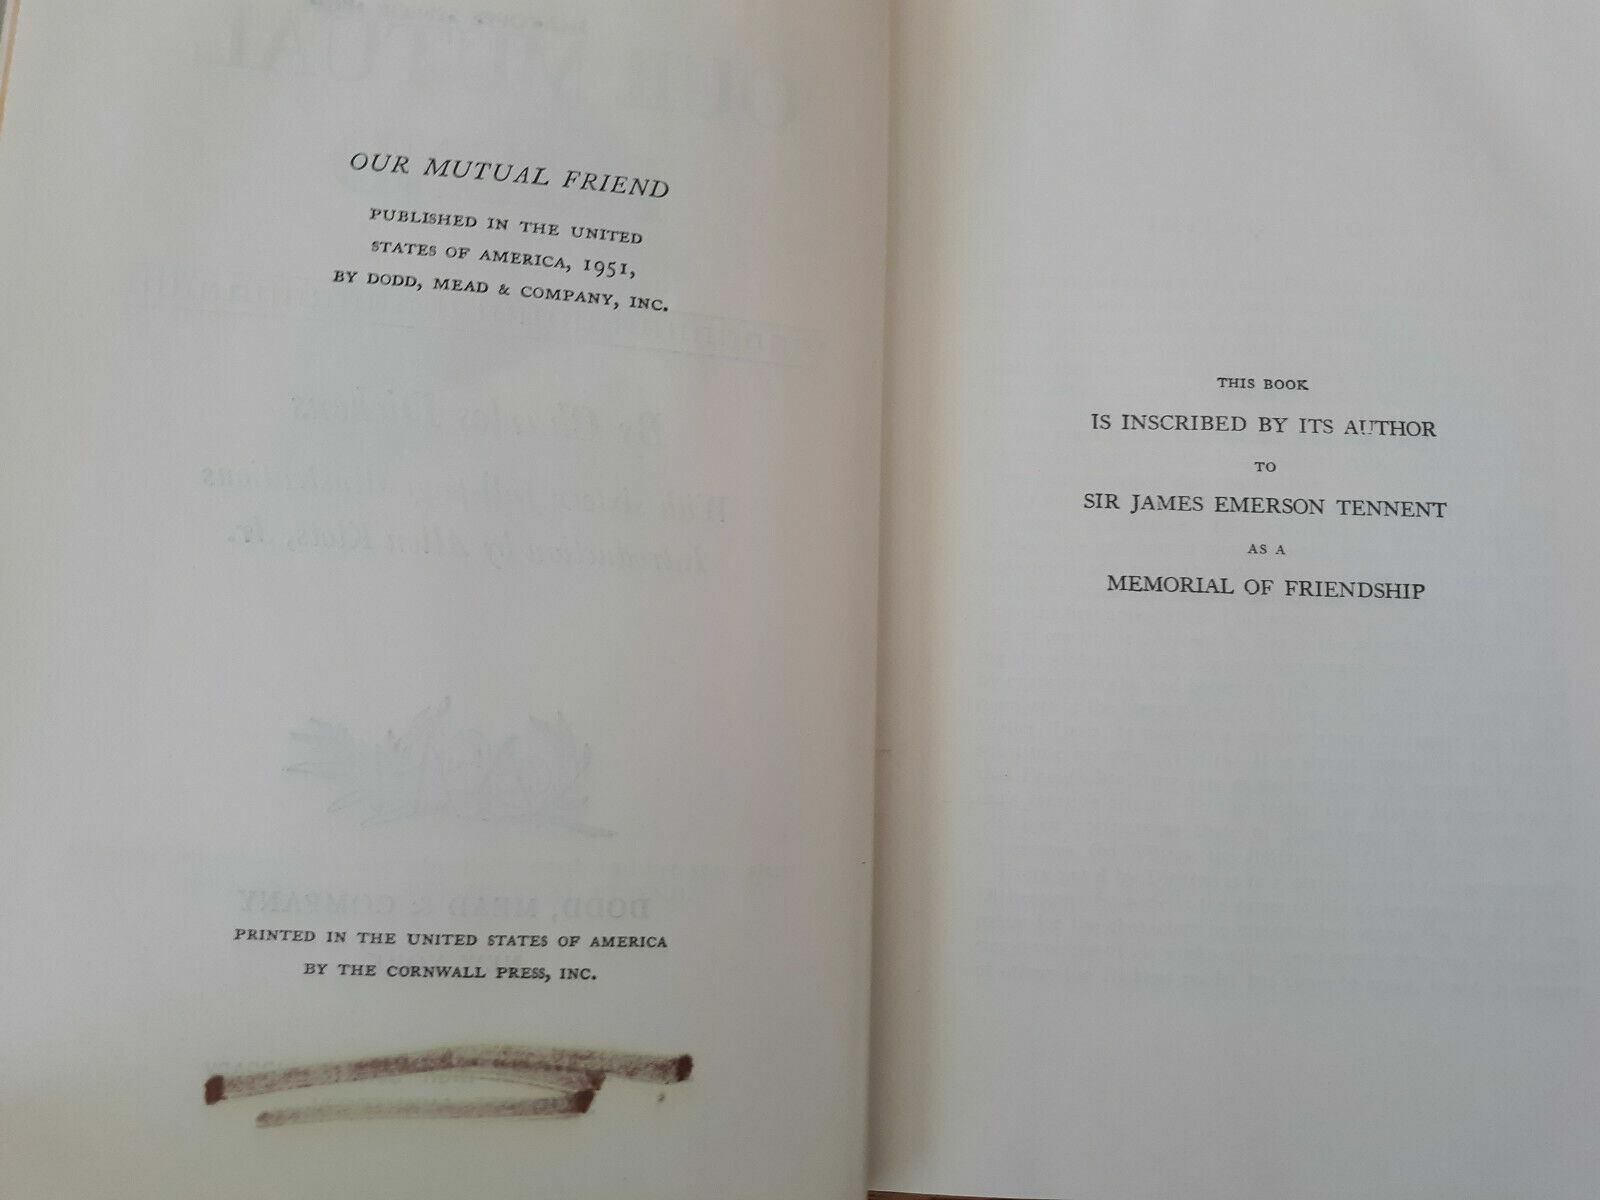 OUR MUTUAL FRIEND
PUBLISHED IN THE UNITED
STATES OF AMERICA, 1951,
BY DODD, MEAD & COMPANY, INC.
PRINTED IN THE UNITED STATES OF AMERICA
BY THE CORNWALL PRESS, INC.
THIS BOOK
IS INSCRIBED BY ITS AUTHOR
TO
SIR JAMES EMERSON TENNENT
AS A
MEMORIAL OF FRIENDSHIP